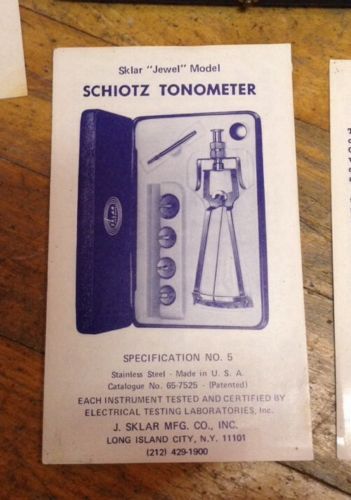 Sklar "Jewel" Model
SCHIOTZ TONOMETER
SPECIFICATION NO. 5
Stainless Steel - Made in U. S. A.
Catalogue No. 65-7525 - (Patented)
EACH INSTRUMENT TESTED AND CERTIFIED BY
ELECTRICAL TESTING LABORATORIES, Inc.
J. SKLAR MFG. CO., INC.
LONG ISLAND CITY, N.Y. 11101
(212) 429-1900